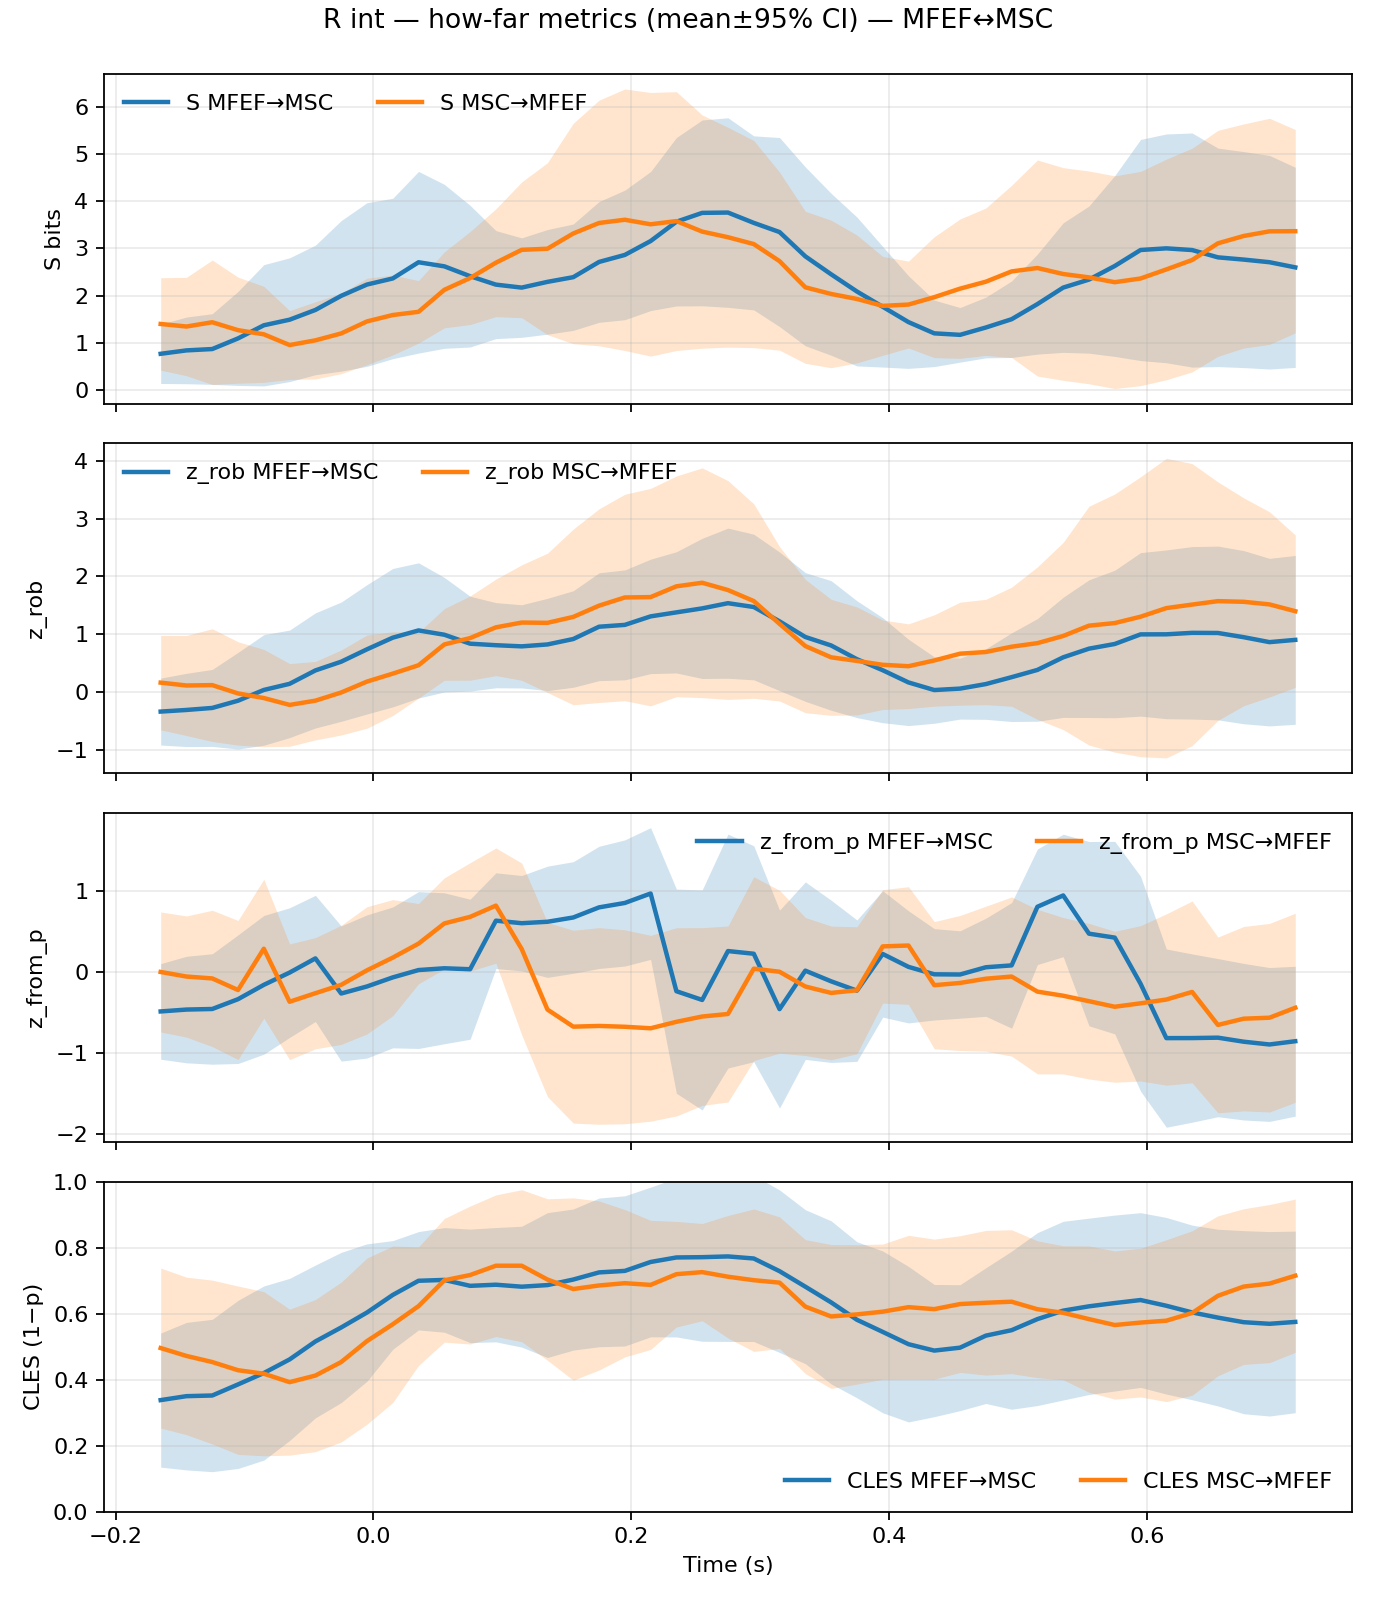 R int — how-far metrics (mean±95% CI) — MFEF↔MSC
S MFEF→MSC
S MSC→MFEF
6
5
4
3
2
1
0
S bits
z_rob MFEF→MSC
z_rob MSC→MFEF
4
3
2
1
0
−1
z_rob
z_from_p MFEF→MSC
z_from_p MSC→MFEF
1
0
−1
−2
z_from_p
1.0
0.8
0.6
0.4
0.2
0.0
CLES (1−p)
CLES MFEF→MSC
CLES MSC→MFEF
−0.2
0.0
0.2
0.4
0.6
Time (s)